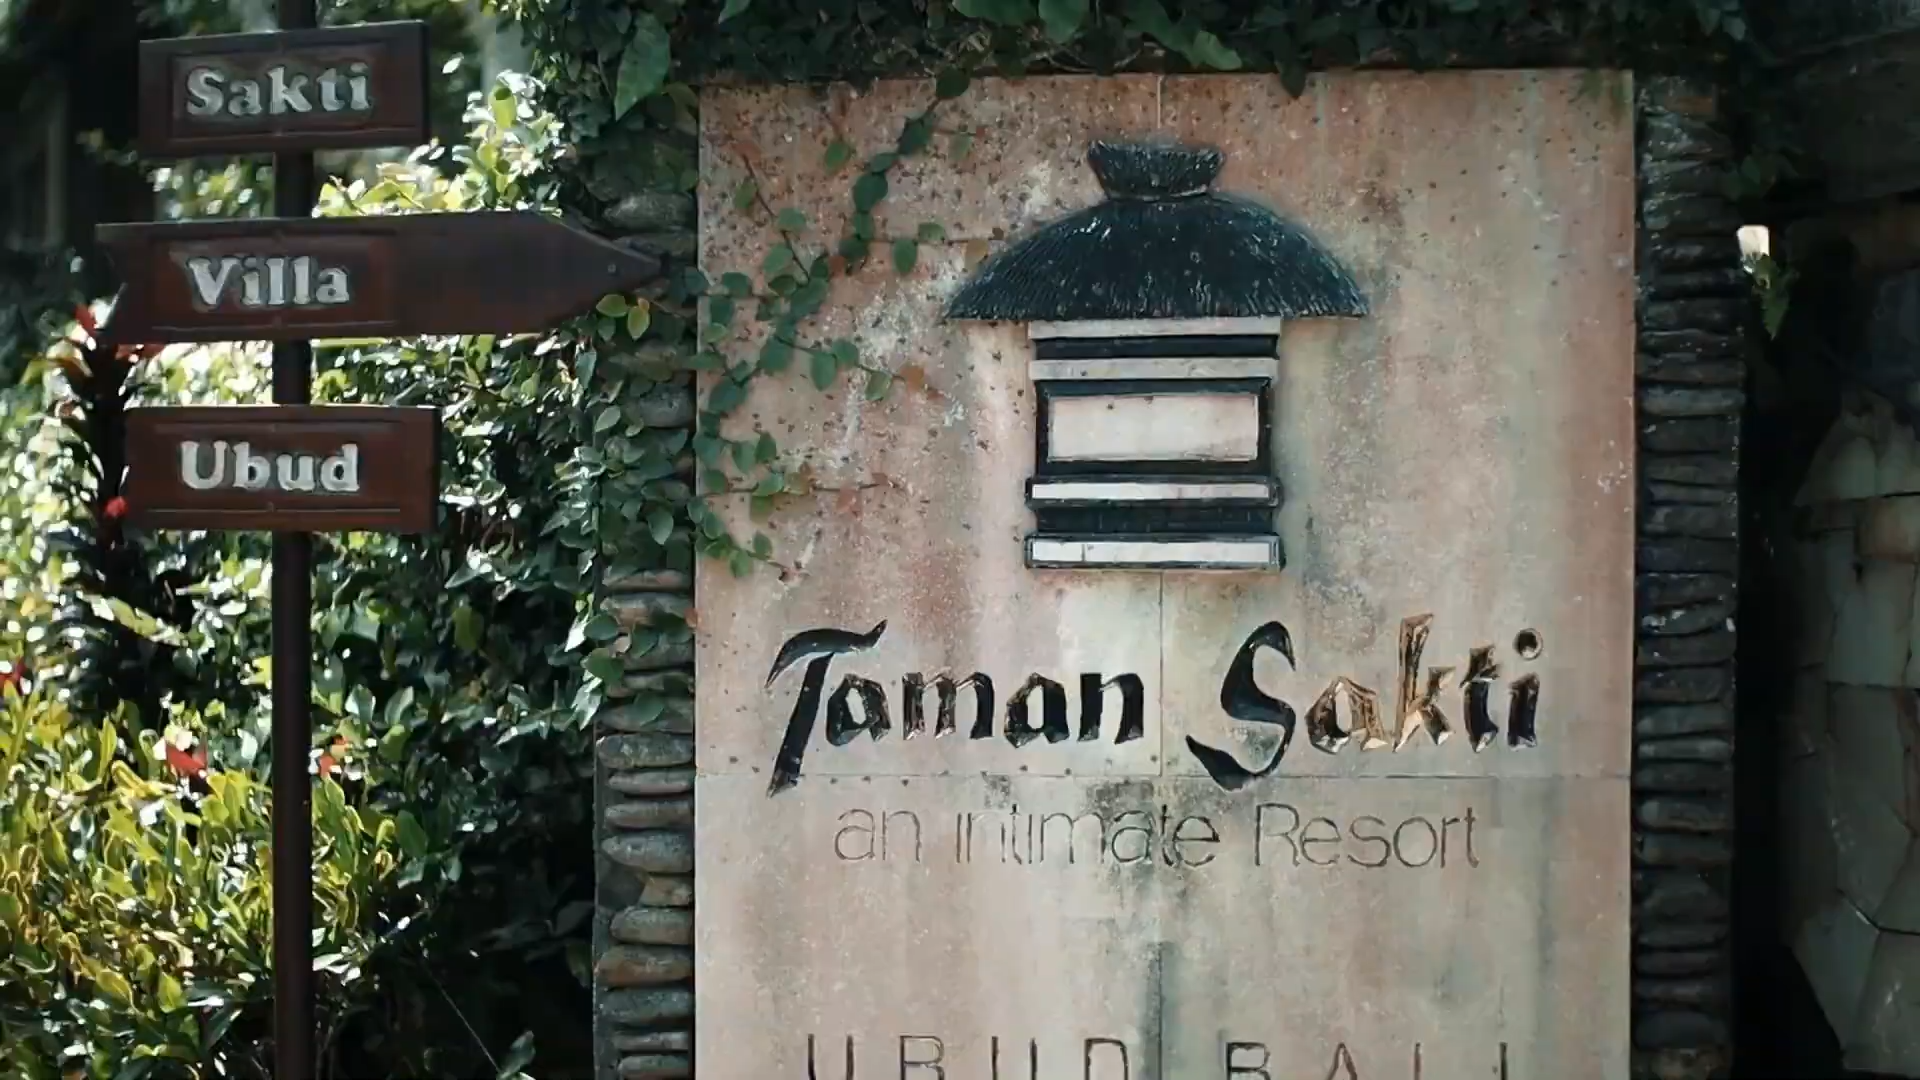 Sakti
Villa
Ubud
Taman Sakti
an intimate Resort
UBUD BALI